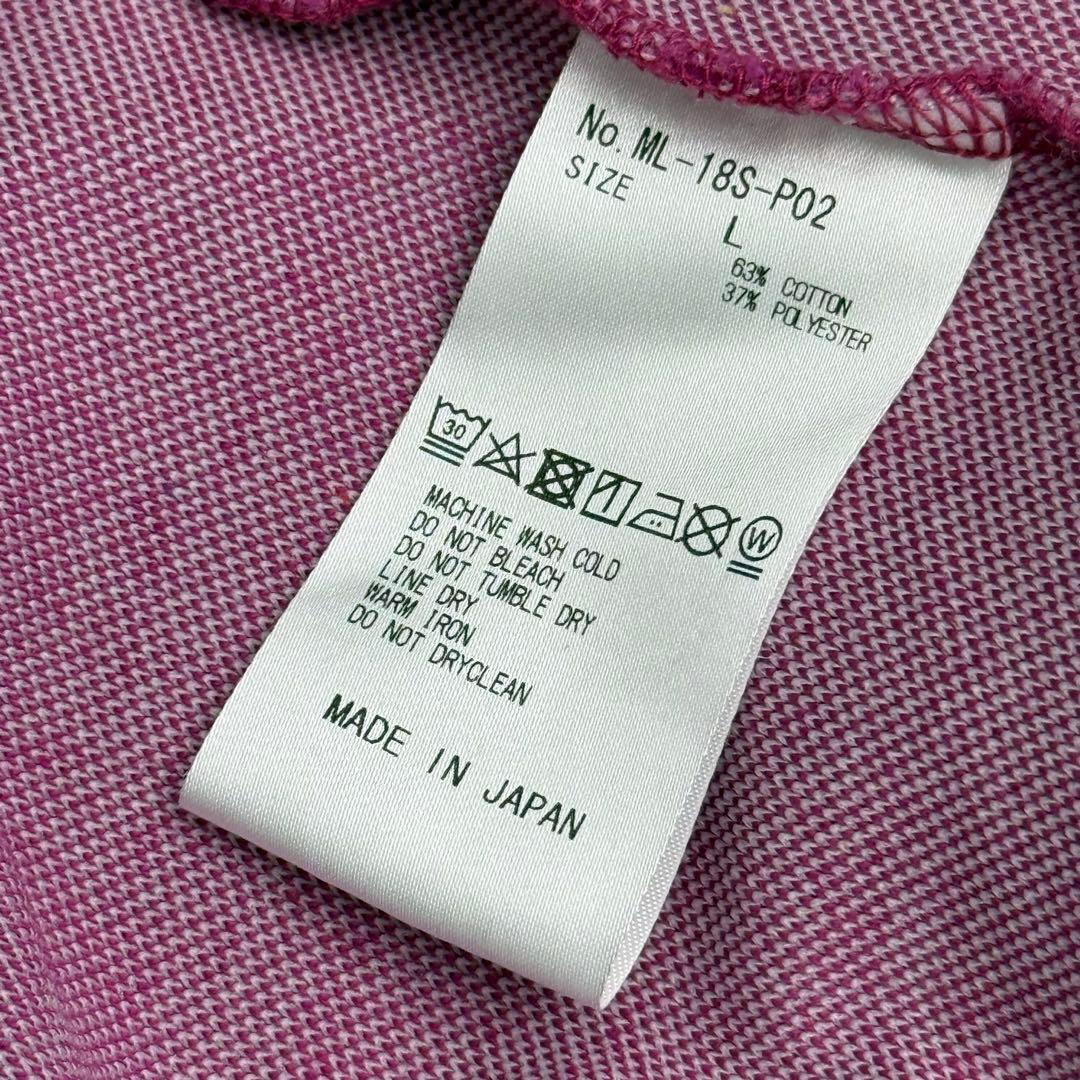 No. ML-18S-P02
SIZE
L
63% COTTON
37% POLYESTER
30
W
MACHINE WASH COLD
DO NOT BLEACH
DO NOT TUMBLE DRY
LINE DRY
WARM IRON
DO NOT DRYCLEAN
MADE IN JAPAN